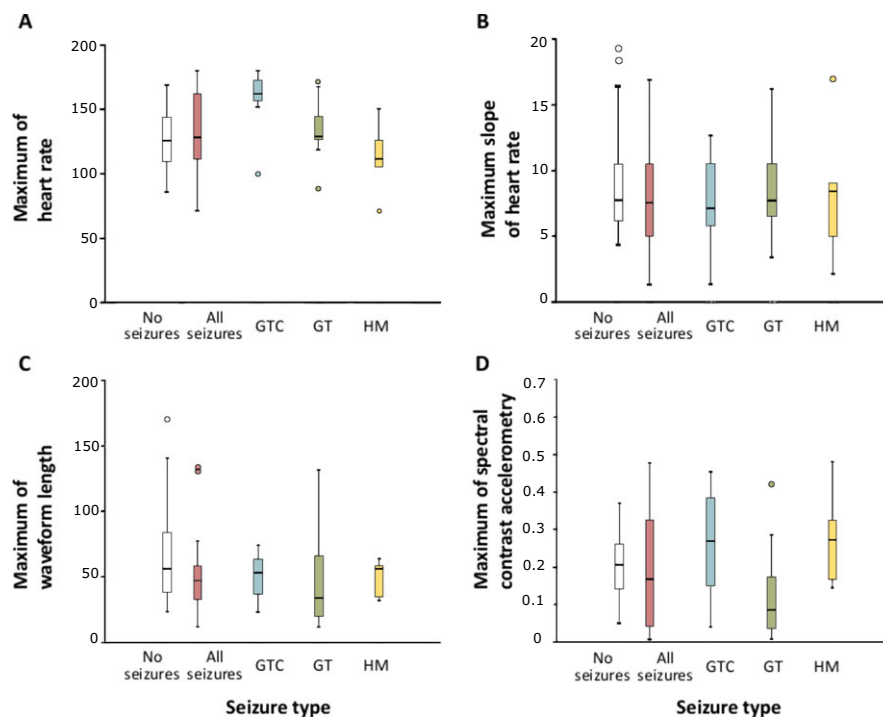 A
Maximum of
heart rate
200
150
100
50
0
No
seizures
All
seizures
GTC
GT
HM
B
Maximum slope
of heart rate
20
15
10
5
0
No
seizures
All
seizures
GTC
GT
HM
C
Maximum of
waveform length
200
150
100
50
0
No
seizures
All
seizures
GTC
GT
HM
Seizure type
D
Maximum of spectral
contrast accelerometry
0.7
0.6
0.5
0.4
0.3
0.2
0.1
0
No
seizures
All
seizures
GTC
GT
HM
Seizure type